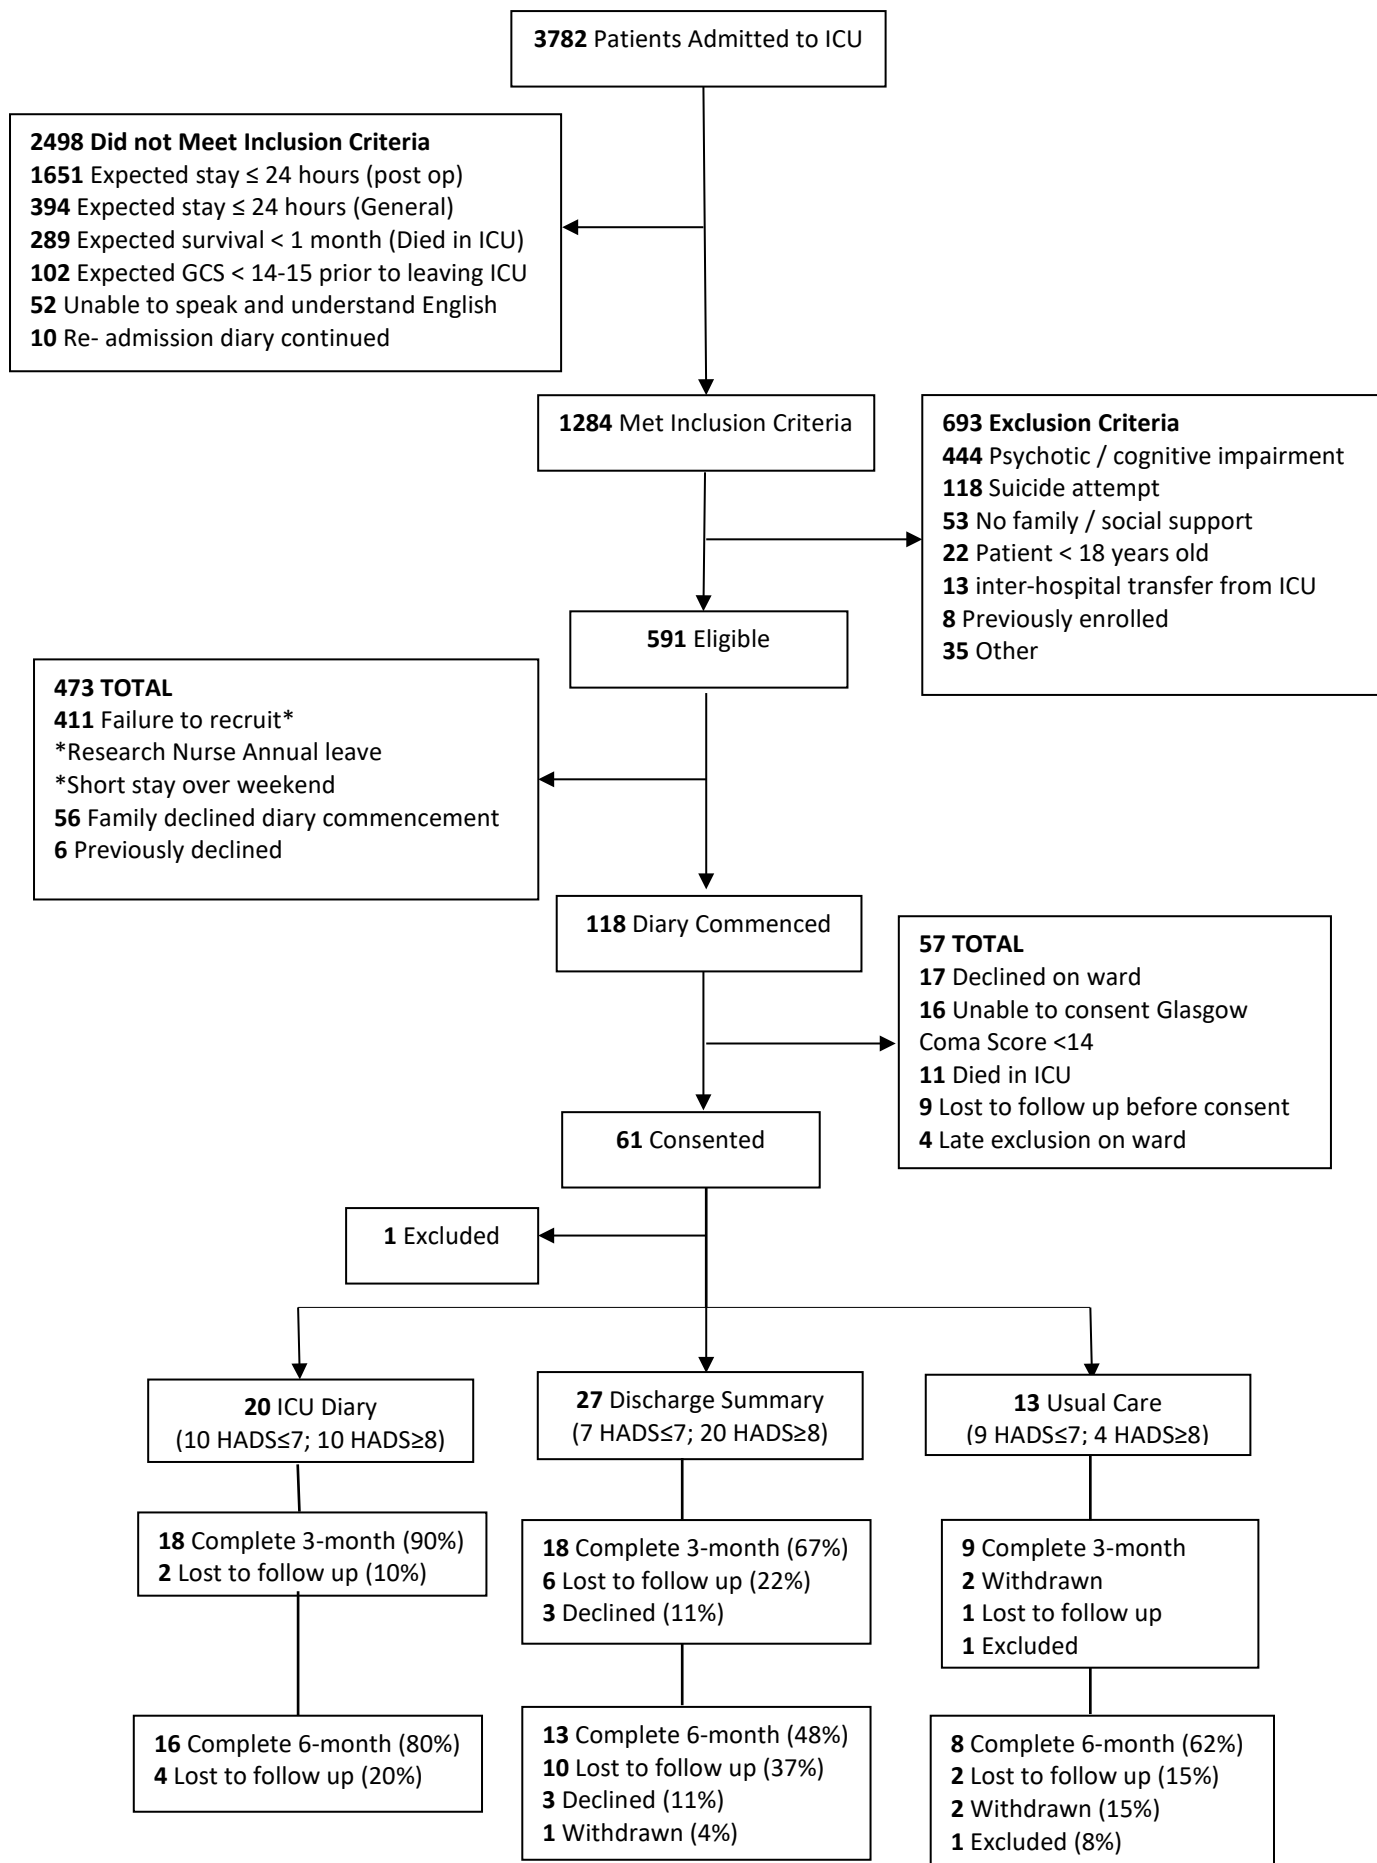 3782 Patients Admitted to ICU
2498 Did not Meet Inclusion Criteria
1651 Expected stay ≤ 24 hours (post op)
394 Expected stay ≤ 24 hours (General)
289 Expected survival < 1 month (Died in ICU)
102 Expected GCS < 14-15 prior to leaving ICU
52 Unable to speak and understand English
10 Re- admission diary continued
1284 Met Inclusion Criteria
693 Exclusion Criteria
444 Psychotic / cognitive impairment
118 Suicide attempt
53 No family / social support
22 Patient < 18 years old
13 inter-hospital transfer from ICU
8 Previously enrolled
35 Other
591 Eligible
473 TOTAL
411 Failure to recruit*
*Research Nurse Annual leave
*Short stay over weekend
56 Family declined diary commencement
6 Previously declined
118 Diary Commenced
57 TOTAL
17 Declined on ward
16 Unable to consent Glasgow
Coma Score <14
11 Died in ICU
9 Lost to follow up before consent
4 Late exclusion on ward
61 Consented
1 Excluded
20 ICU Diary
(10 HADS≤7; 10 HADS≥8)
27 Discharge Summary
(7 HADS≤7; 20 HADS≥8)
13 Usual Care
(9 HADS≤7; 4 HADS≥8)
18 Complete 3-month (90%)
2 Lost to follow up (10%)
18 Complete 3-month (67%)
6 Lost to follow up (22%)
3 Declined (11%)
9 Complete 3-month
2 Withdrawn
1 Lost to follow up
1 Excluded
16 Complete 6-month (80%)
4 Lost to follow up (20%)
13 Complete 6-month (48%)
10 Lost to follow up (37%)
3 Declined (11%)
1 Withdrawn (4%)
8 Complete 6-month (62%)
2 Lost to follow up (15%)
2 Withdrawn (15%)
1 Excluded (8%)